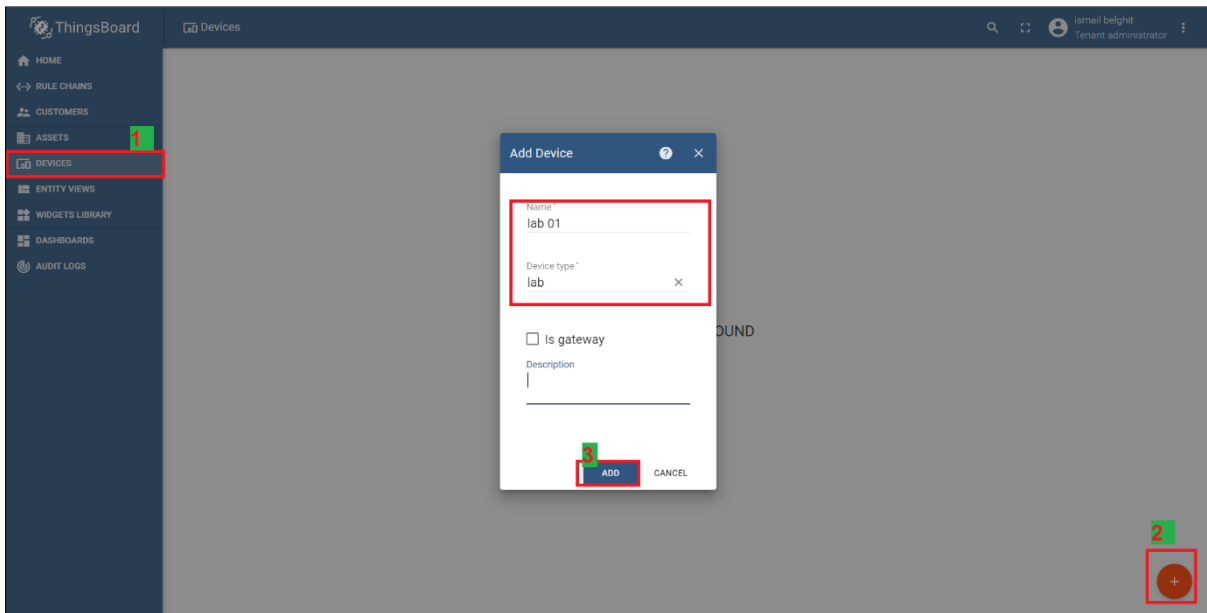 ThingsBoard
Devices
ismail belghit
Tenant administrator
HOME
RULE CHAINS
CUSTOMERS
ASSETS
1
DEVICES
ENTITY VIEWS
WIDGETS LIBRARY
DASHBOARDS
AUDIT LOGS
Add Device
Name*
lab 01
Device type*
lab
Is gateway
OUND
Description
3
ADD
CANCEL
2